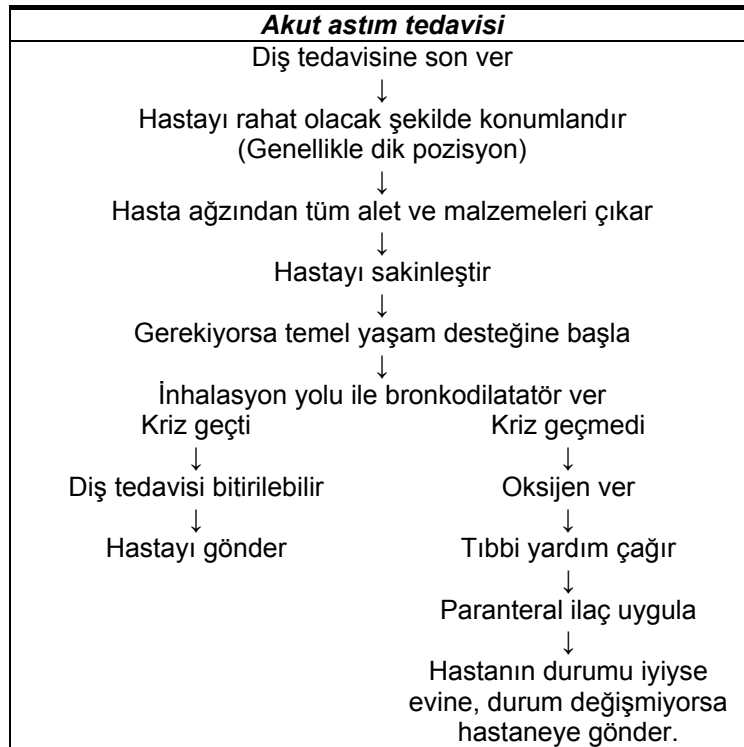 Akut astım tedavisi
Diş tedavisine son ver
↓
Hastayı rahat olacak şekilde konumlandır
(Genellikle dik pozisyon)
↓
Hasta ağzından tüm alet ve malzemeleri çıkar
↓
Hastayı sakinleştir
↓
Gerekiyorsa temel yaşam desteğine başla
↓
İnhalasyon yolu ile bronkodilatatör ver
Kriz geçti
↓
Diş tedavisi bitirilebilir
↓
Hastayı gönder
Kriz geçmedi
↓
Oksijen ver
↓
Tıbbi yardım çağır
↓
Paranteral ilaç uygula
↓
Hastanın durumu iyiyse
evine, durum değişmiyorsa
hastaneye gönder.